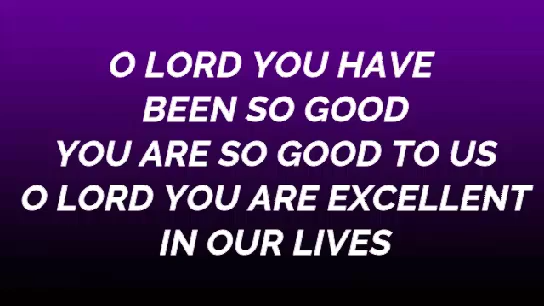 O LORD YOU HAVE
BEEN SO GOOD
YOU ARE SO GOOD TO US
O LORD YOU ARE EXCELLENT
IN OUR LIVES